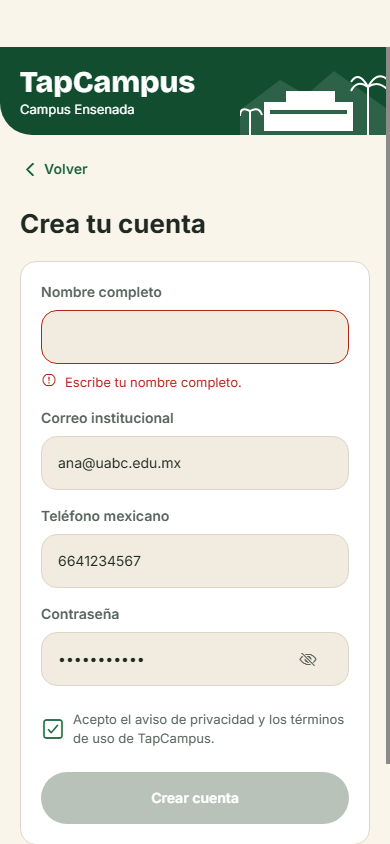 TapCampus
Campus Ensenada
Volver
Crea tu cuenta
Nombre completo
Escribe tu nombre completo.
Correo institucional
ana@uabc.edu.mx
Teléfono mexicano
6641234567
Contraseña
•••••••••••
Acepto el aviso de privacidad y los términos
de uso de TapCampus.
Crear cuenta